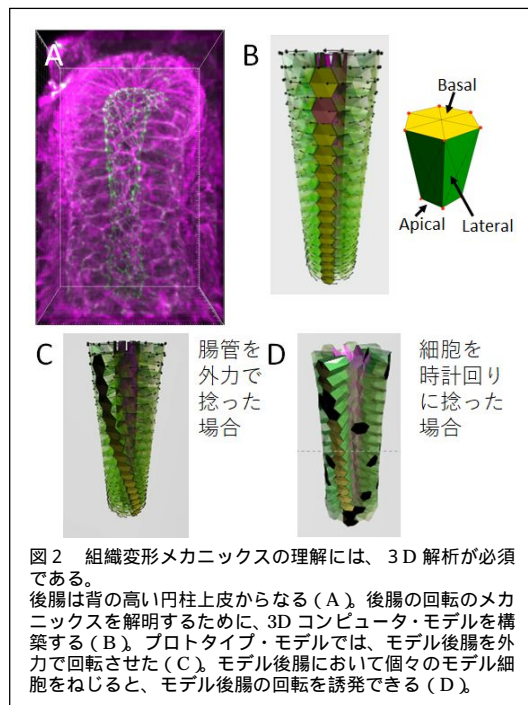 A
B
Basal
Apical
Lateral
C
腸管を
外力で
捻った
場合
D
細胞を
時計回り
に捻った
場合
図２　組織変形メカニックスの理解には、３D 解析が必須
である。
後腸は背の高い円柱上皮からなる（A）。後腸の回転のメカ
ニックスを解明するために、3D コンピュータ・モデルを構
築する（B）。プロトタイプ・モデルでは、モデル後腸を外
力で回転させた（C）。モデル後腸において個々のモデル細
胞をねじると、モデル後腸の回転を誘発できる（D）。